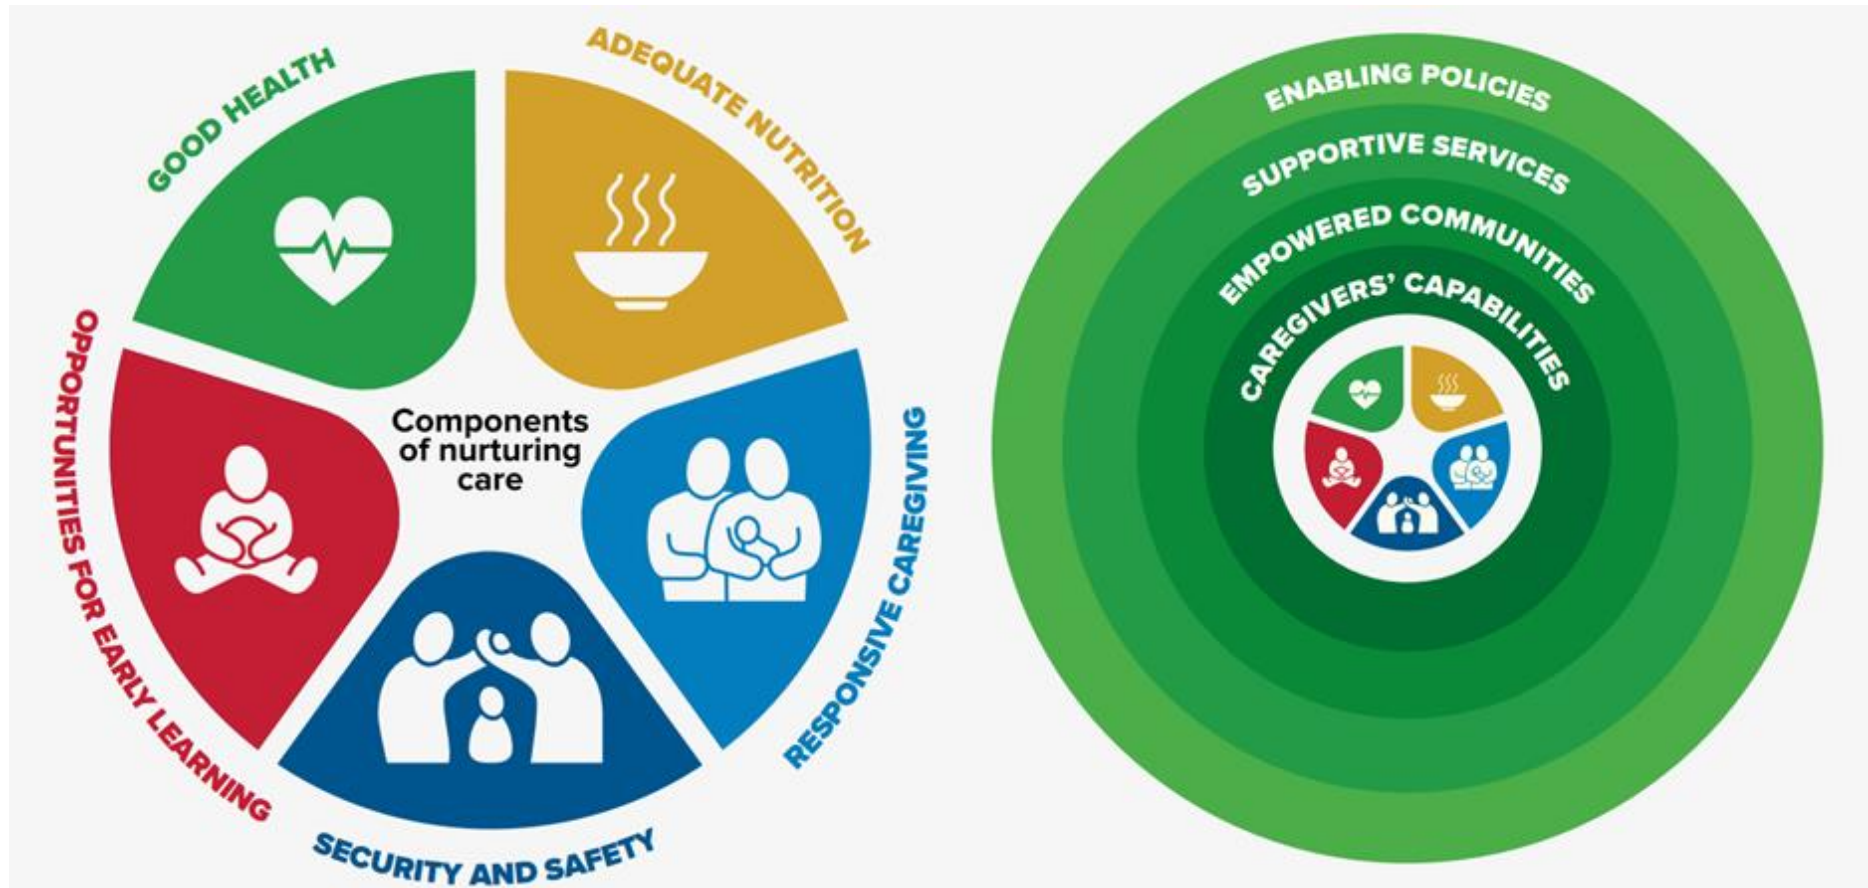 GOOD HEALTH
ADEQUATE NUTRITION
OPPORTUNITIES FOR EARLY LEARNING
Components
of nurturing
care
RESPONSIVE CAREGIVING
SECURITY AND SAFETY
ENABLING POLICIES
SUPPORTIVE SERVICES
EMPOWERED COMMUNITIES
CAREGIVERS’ CAPABILITIES